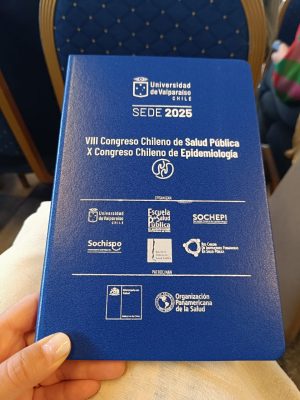 Universidad
de Valparaíso
CHILE
SEDE 2025
VIII Congreso Chileno de Salud Pública
X Congreso Chileno de Epidemiología
ORGANIZAN
Universidad
de Valparaíso
CHILE
Escuela
de Salud
Pública
SOCHEPI
Sochispo
PATROCINAN
Organización
Panamericana
de la Salud